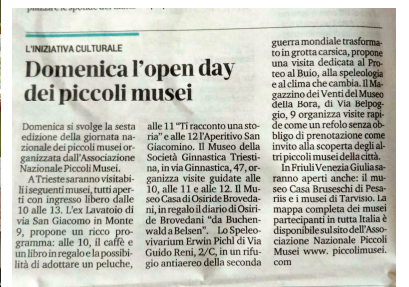 L'INIZIATIVA CULTURALE
Domenica l'open day
dei piccoli musei
Domenica si svolge la sesta
edizione della giornata na-
zionale dei piccoli musei or-
ganizzata dall'Associazione
Nazionale Piccoli Musei.
A Trieste saranno visitabi-
li i seguenti musei, tutti aper-
ti con ingresso libero dalle
10 alle 13. L'ex Lavatoio di
via San Giacomo in Monte
9, propone un ricco pro-
gramma: alle 10, il caffè e
un libro in regalo e la possibi-
lità di adottare un peluche,
alle 11 "Ti racconto una sto-
ria" e alle 12 l'Aperitivo San
Giacomino. Il Museo della
Società Ginnastica Triesti-
na, in via Ginnastica, 47, or-
ganizza visite guidate alle
10, alle 11 e alle 12. Il Mu-
seo Casa di Osiride Broveda-
ni, in regalo il diario di Osiri-
de Brovedani "da Buchen-
wald a Belsen". Lo Speleo-
vivarium Erwin Pichl di Via
Guido Reni, 2/C, in un rifu-
gio antiaereo della seconda
guerra mondiale trasforma-
to in grotta carsica, propone
una visita dedicata al Pro-
teo al Buio, alla speleologia
e al clima che cambia. Il Ma-
gazzino dei Venti del Museo
della Bora, di Via Belpog-
gio, 9 organizza visite rapi-
de come un refolo senza ob-
bligo di prenotazione come
invito alla scoperta degli al-
tri piccoli musei della città.
In Friuli Venezia Giulia sa-
ranno aperti anche: il mu-
seo Casa Bruseschi di Pesa-
riis e i musei di Tarvisio. La
mappa completa dei musei
partecipanti in tutta Italia è
disponibile sul sito dell'Asso-
ciazione Nazionale Piccoli
Musei www. piccolimusei.
com